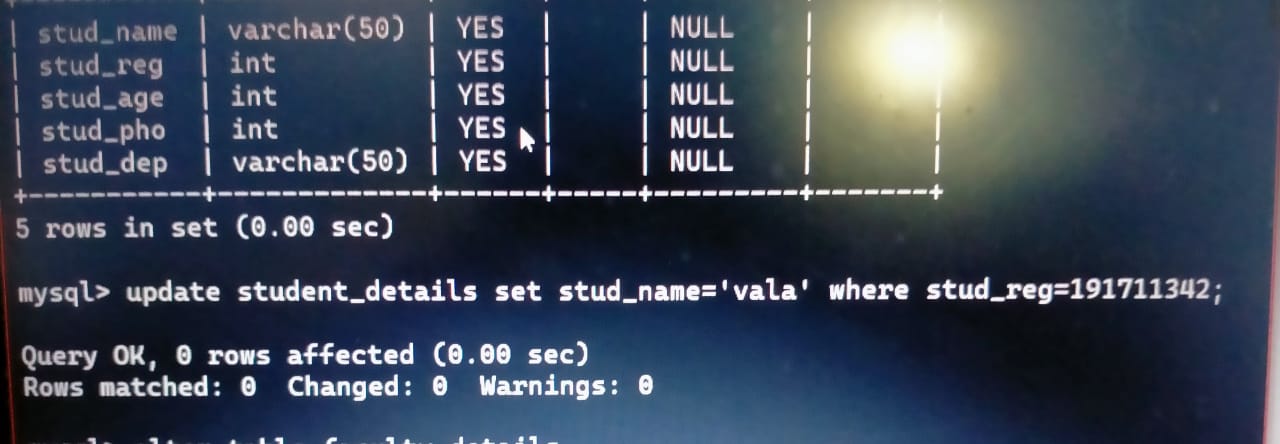 | stud_name | varchar(50) | YES | | NULL | |
| stud_reg | int | YES | | NULL | |
| stud_age | int | YES | | NULL | |
| stud_pho | int | YES | | NULL | |
| stud_dep | varchar(50) | YES | | NULL | |
+-----------+-------------+------+-----+---------+-------+
5 rows in set (0.00 sec)
mysql> update student_details set stud_name='vala' where stud_reg=191711342;
Query OK, 0 rows affected (0.00 sec)
Rows matched: 0 Changed: 0 Warnings: 0